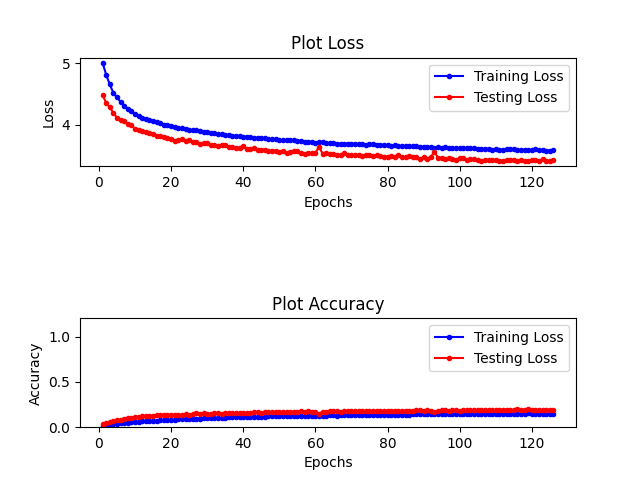 Plot Loss
5
4
Loss
Training Loss
Testing Loss
0 20 40 60 80 100 120
Epochs
Plot Accuracy
1.0
0.5
0.0
Accuracy
Training Loss
Testing Loss
0 20 40 60 80 100 120
Epochs